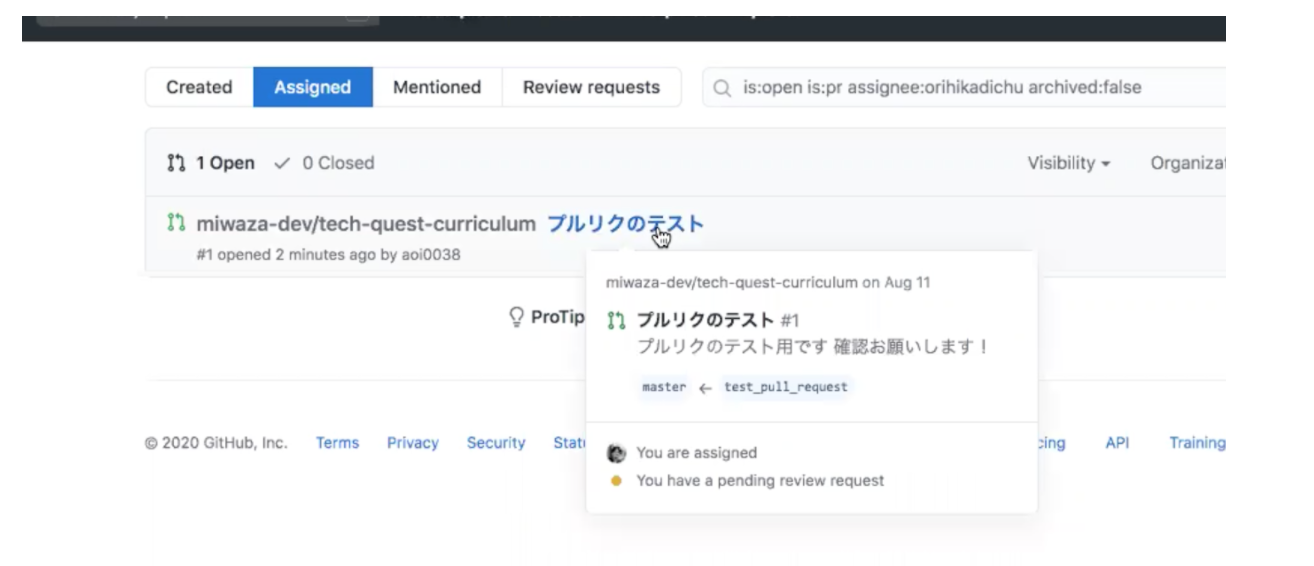 Created Assigned Mentioned Review requests is:open is:pr assignee:orihikadichu archived:false
1 Open 0 Closed Visibility
miwaza-dev/tech-quest-curriculum プルリクのテスト
#1 opened 2 minutes ago by aoi0038
miwaza-dev/tech-quest-curriculum on Aug 11
ProTip
プルリクのテスト #1
プルリクのテスト用です 確認お願いします！
master ← test_pull_request
© 2020 GitHub, Inc. Terms Privacy Security API Training
You are assigned
You have a pending review request